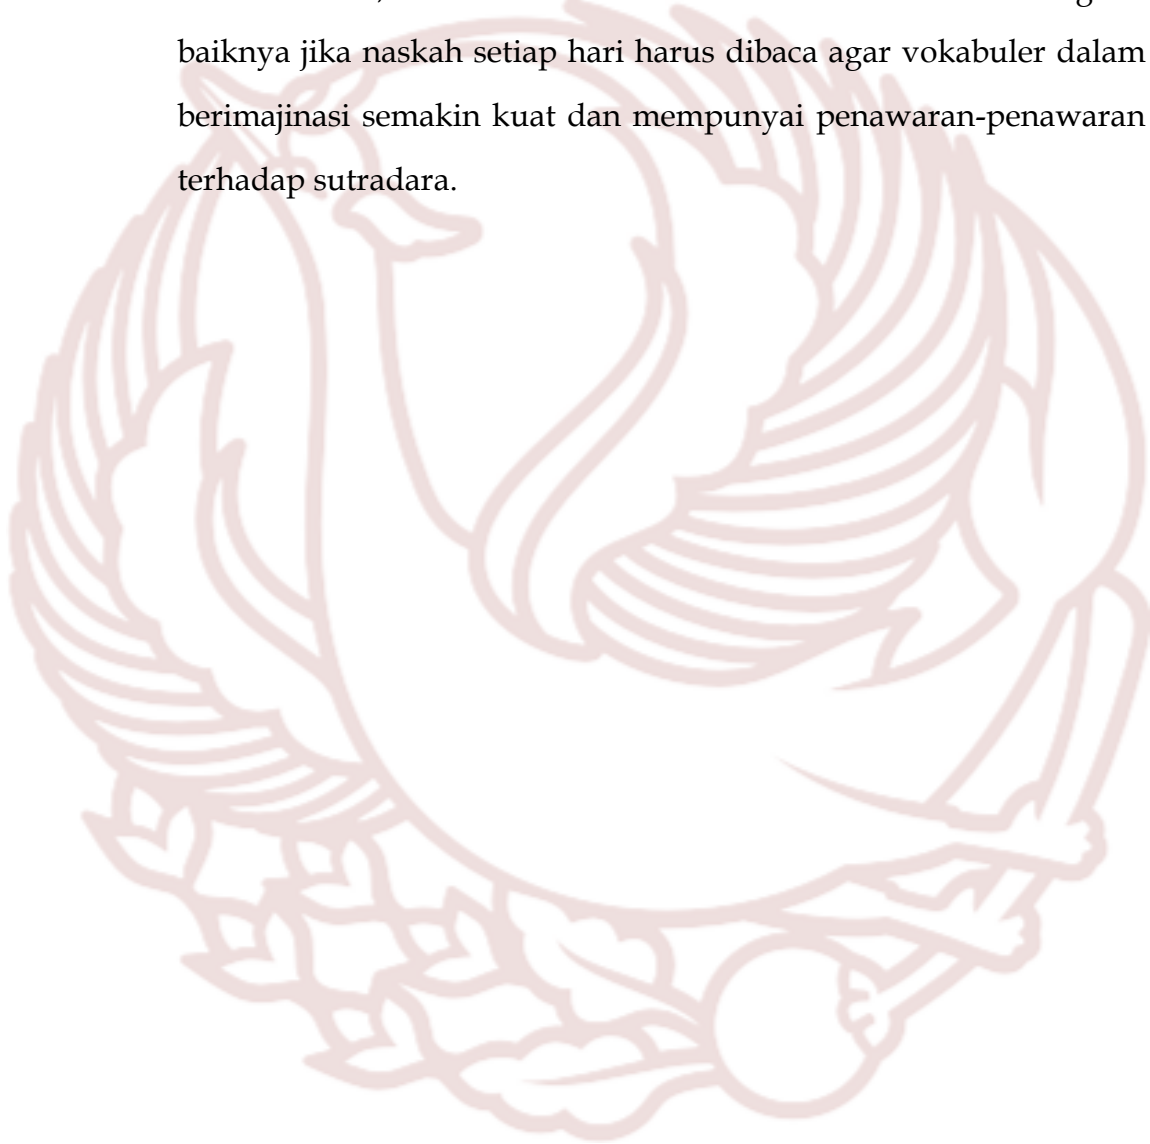 baiknya jika naskah setiap hari harus dibaca agar vokabuler dalam
berimajinasi semakin kuat dan mempunyai penawaran-penawaran
terhadap sutradara.